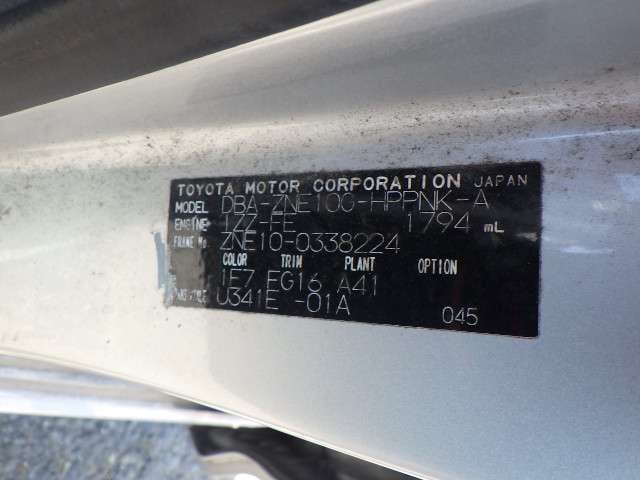 TOYOTA MOTOR CORPORATION JAPAN
MODEL DBA-ZNE10G-HPPNK-A
ENGINE 1ZZ-FE 1794 mL
FRAME No. ZNE10-0338224
COLOR TRIM PLANT OPTION
1F7 EG16 A41
U341E -01A
045